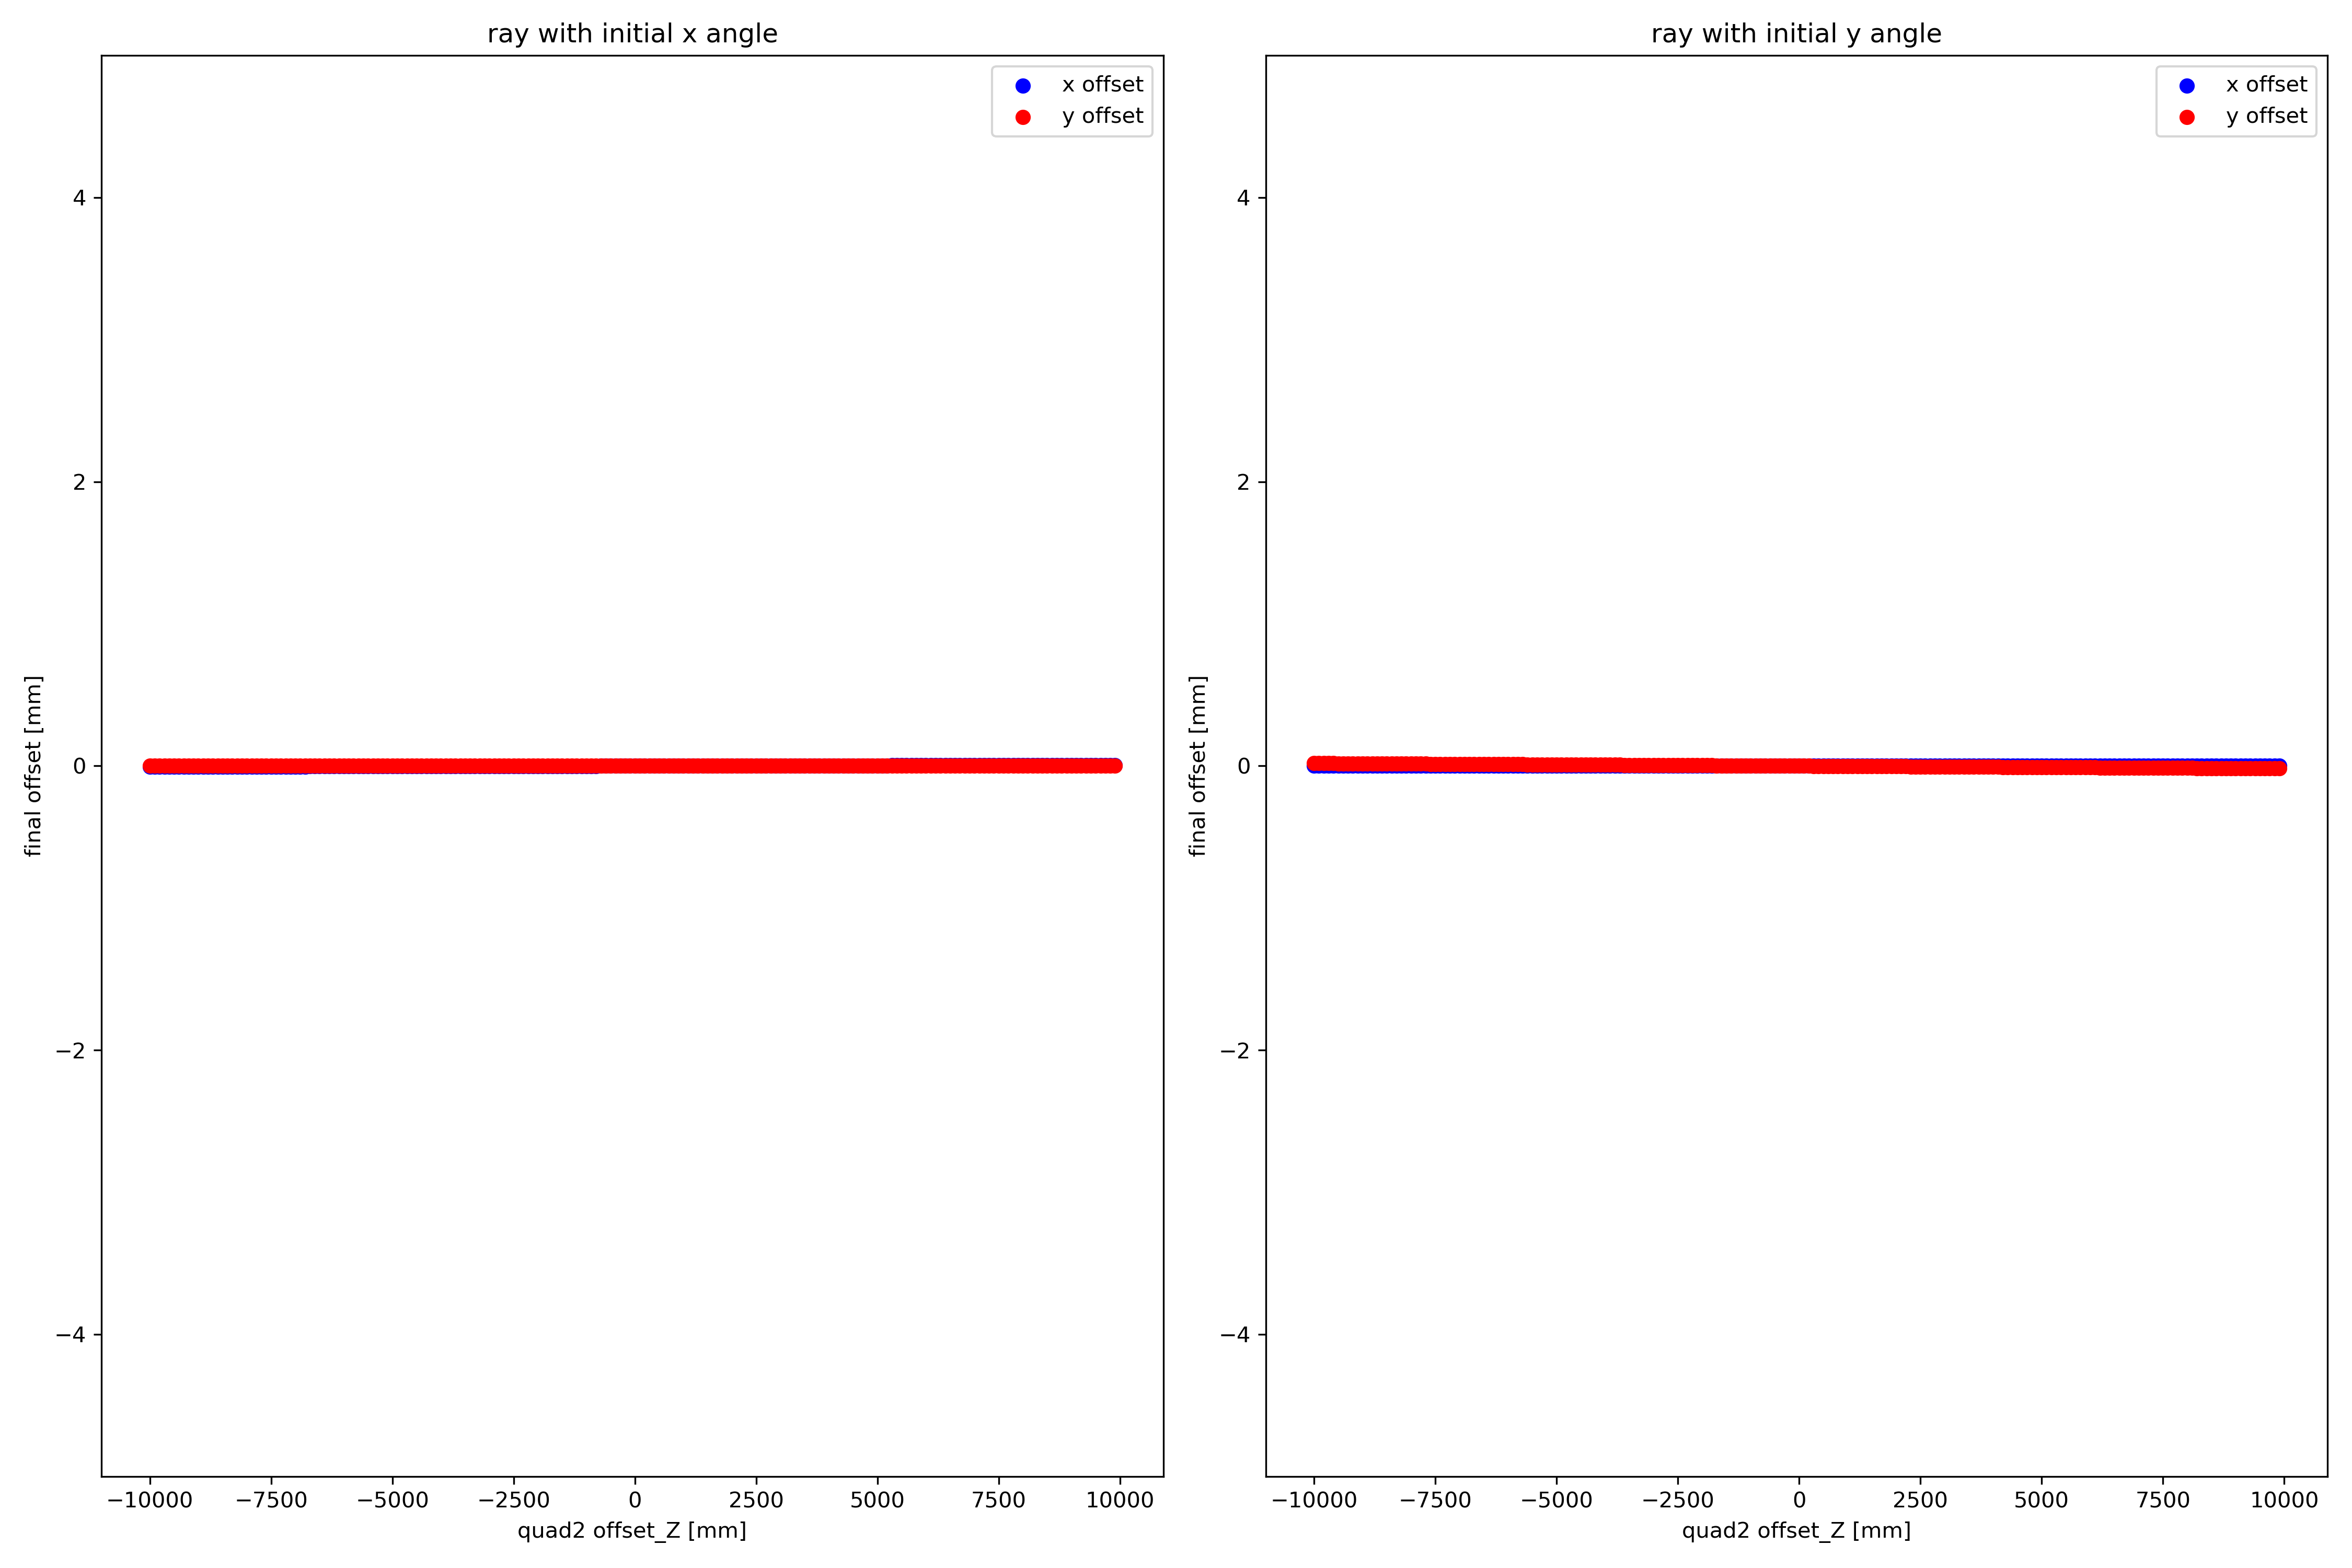 ray with initial x angle
x offset
y offset
4
2
0
−2
−4
final offset [mm]
−10000 −7500 −5000 −2500 0 2500 5000 7500 10000
quad2 offset_Z [mm]
ray with initial y angle
x offset
y offset
4
2
0
−2
−4
final offset [mm]
−10000 −7500 −5000 −2500 0 2500 5000 7500 10000
quad2 offset_Z [mm]